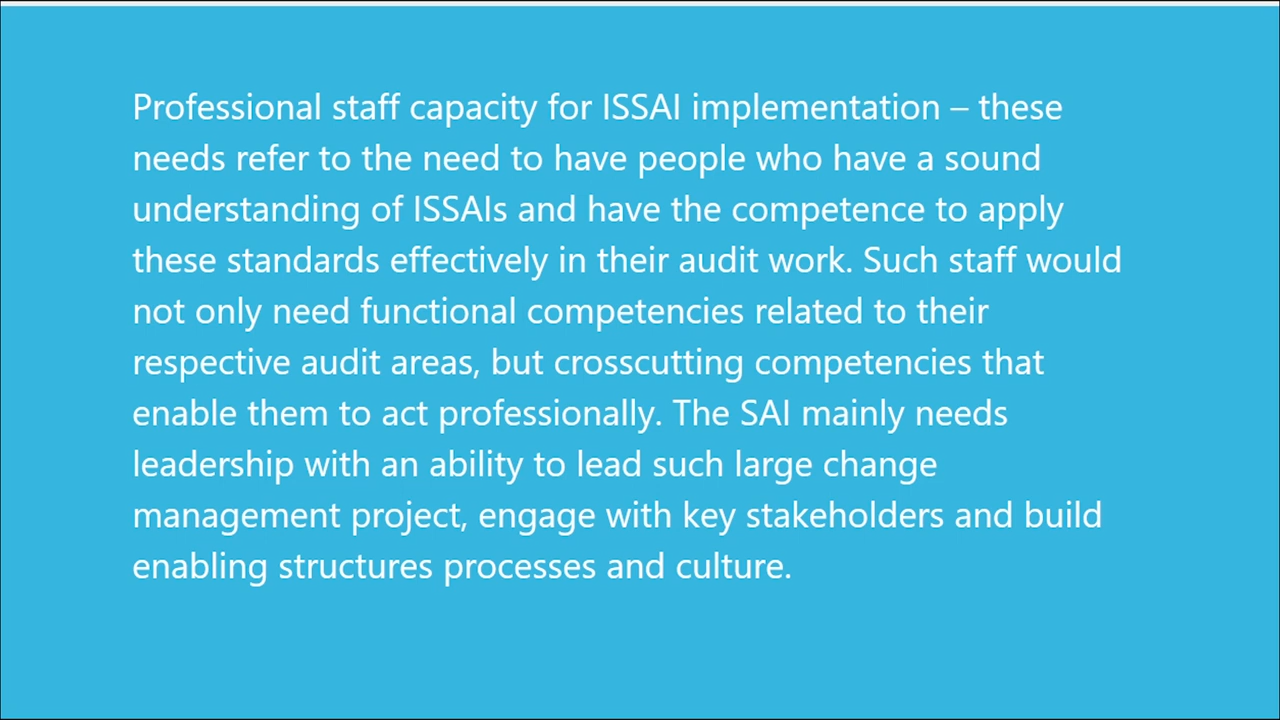 Professional staff capacity for ISSAI implementation – these
needs refer to the need to have people who have a sound
understanding of ISSAIs and have the competence to apply
these standards effectively in their audit work. Such staff would
not only need functional competencies related to their
respective audit areas, but crosscutting competencies that
enable them to act professionally. The SAI mainly needs
leadership with an ability to lead such large change
management project, engage with key stakeholders and build
enabling structures processes and culture.